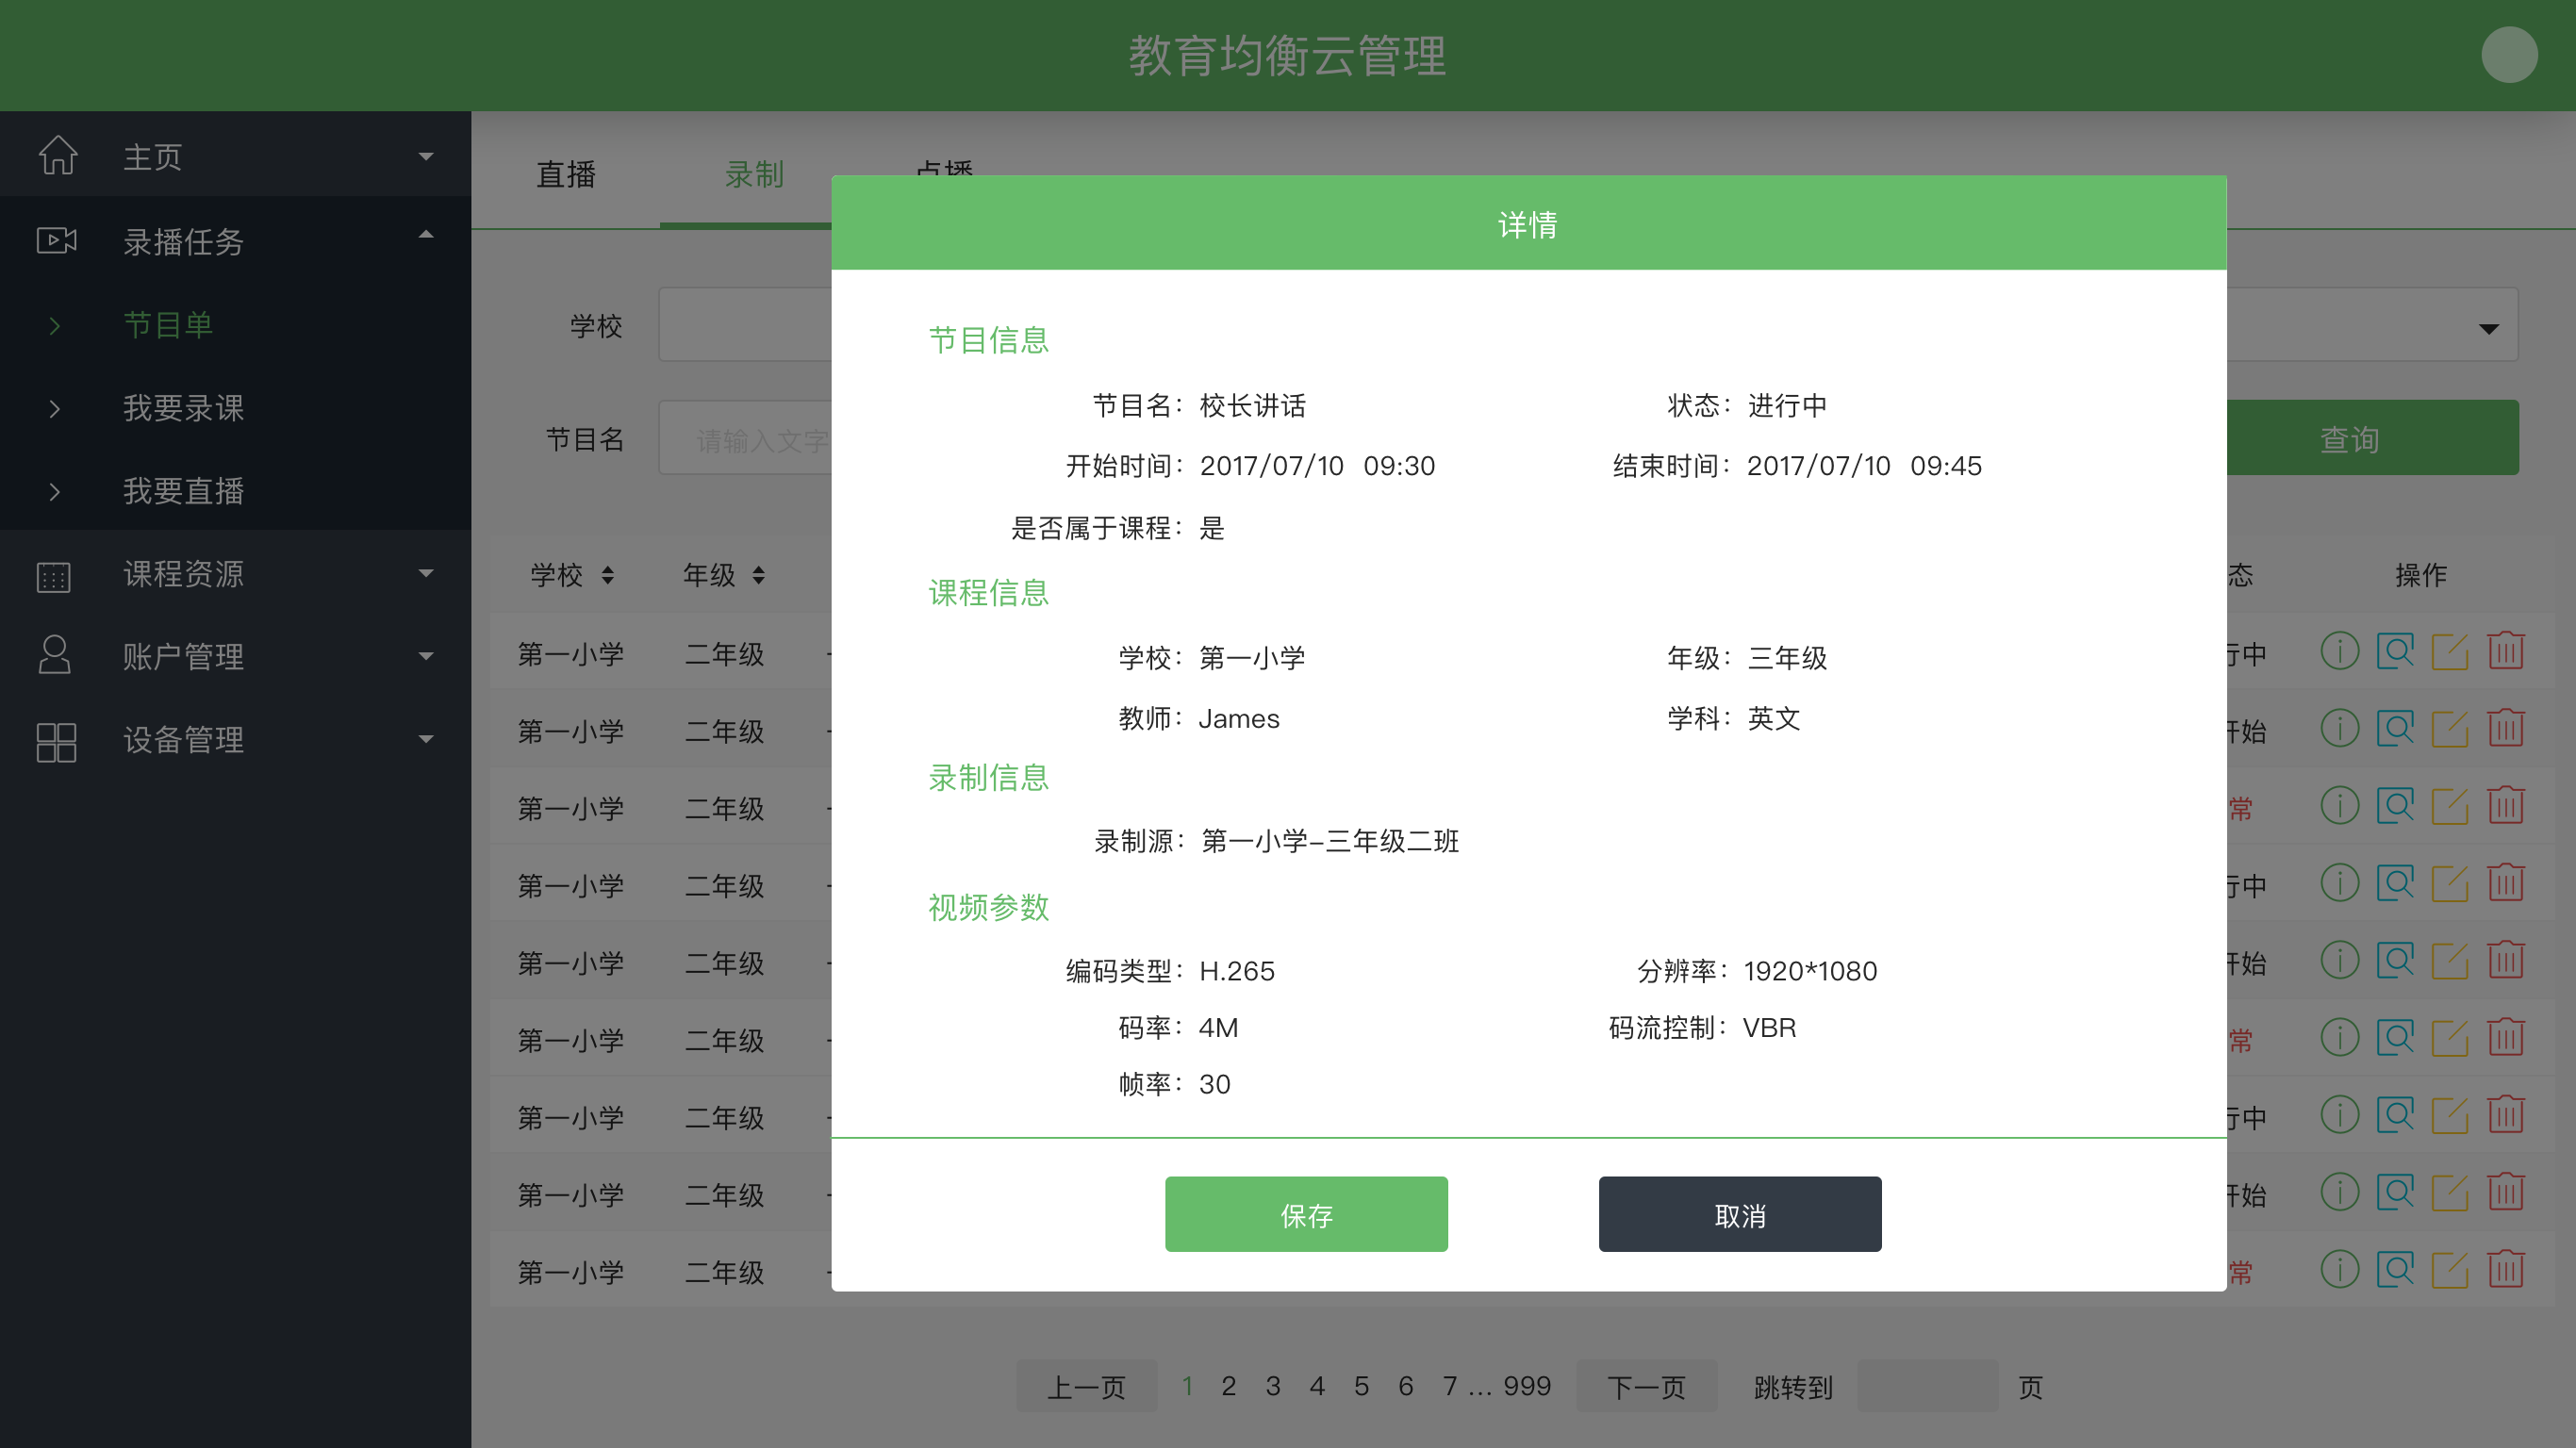 教育均衡云管理
主页
录播任务
节目单
我要录课
我要直播
课程资源
账户管理
设备管理
直播 录制 点播
学校
节目名 请输入文字
查询
学校 年级 态 操作
第一小学 二年级 行中
第一小学 二年级 开始
第一小学 二年级 常
第一小学 二年级 行中
第一小学 二年级 开始
第一小学 二年级 常
第一小学 二年级 行中
第一小学 二年级 开始
第一小学 二年级 常
详情
节目信息
节目名：校长讲话 状态：进行中
开始时间：2017/07/10 09:30 结束时间：2017/07/10 09:45
是否属于课程：是
课程信息
学校：第一小学 年级：三年级
教师：James 学科：英文
录制信息
录制源：第一小学-三年级二班
视频参数
编码类型：H.265 分辨率：1920*1080
码率：4M 码流控制：VBR
帧率：30
保存 取消
上一页 1 2 3 4 5 6 7 ... 999 下一页 跳转到 页